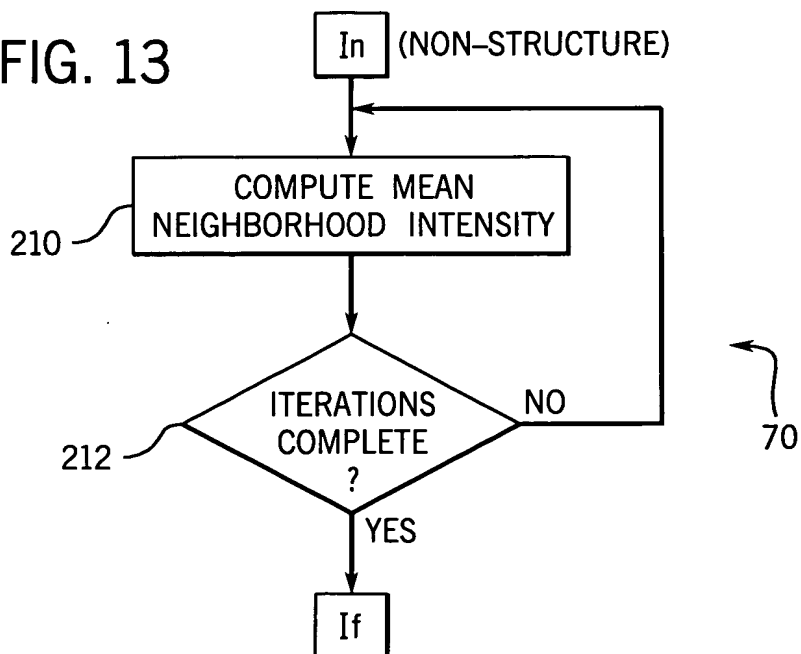 FIG. 13
In (NON–STRUCTURE)
COMPUTE MEAN
NEIGHBORHOOD INTENSITY
210
ITERATIONS
COMPLETE
?
NO
212
70
YES
If